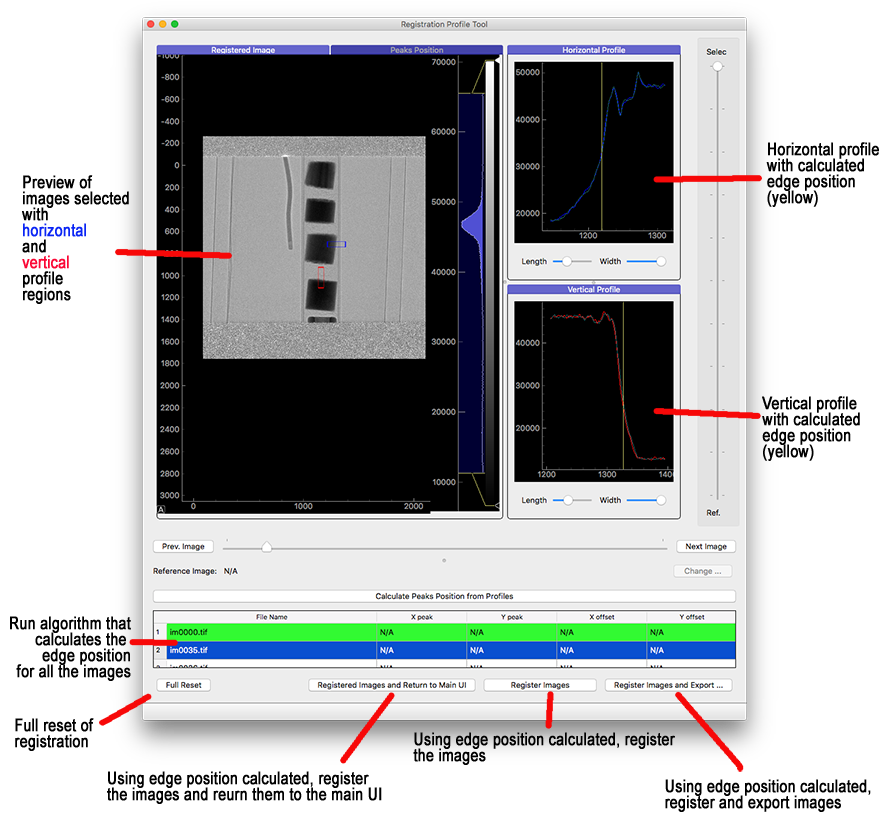 Registration Profile Tool
Registered Image
Peaks Position
Horizontal Profile
Selec
-1000
-800
-600
-400
-200
0
200
400
600
800
1000
1200
1400
1600
1800
2000
2200
2400
2600
2800
3000
0
1000
2000
A
70000
60000
50000
40000
30000
20000
10000
50000
40000
30000
20000
1200
1300
Length
Width
Vertical Profile
40000
30000
20000
1200
1300
1400
Length
Width
Ref.
Preview of
images selected
with
horizontal
and
vertical
profile
regions
Horizontal profile
with calculated
edge position
(yellow)
Vertical profile
with calculated
edge position
(yellow)
Prev. Image
Next Image
Reference Image: N/A
Change ...
Calculate Peaks Position from Profiles
File Name X peak Y peak X offset Y offset
1 im0000.tif N/A N/A N/A N/A
2 im0035.tif N/A N/A N/A N/A
Full Reset
Registered Images and Return to Main UI
Register Images
Register Images and Export ...
Run algorithm that
calculates the
edge position
for all the images
Full reset of
registration
Using edge position calculated, register
the images and reurn them to the main UI
Using edge position calculated, register
the images
Using edge position calculated,
register and export images